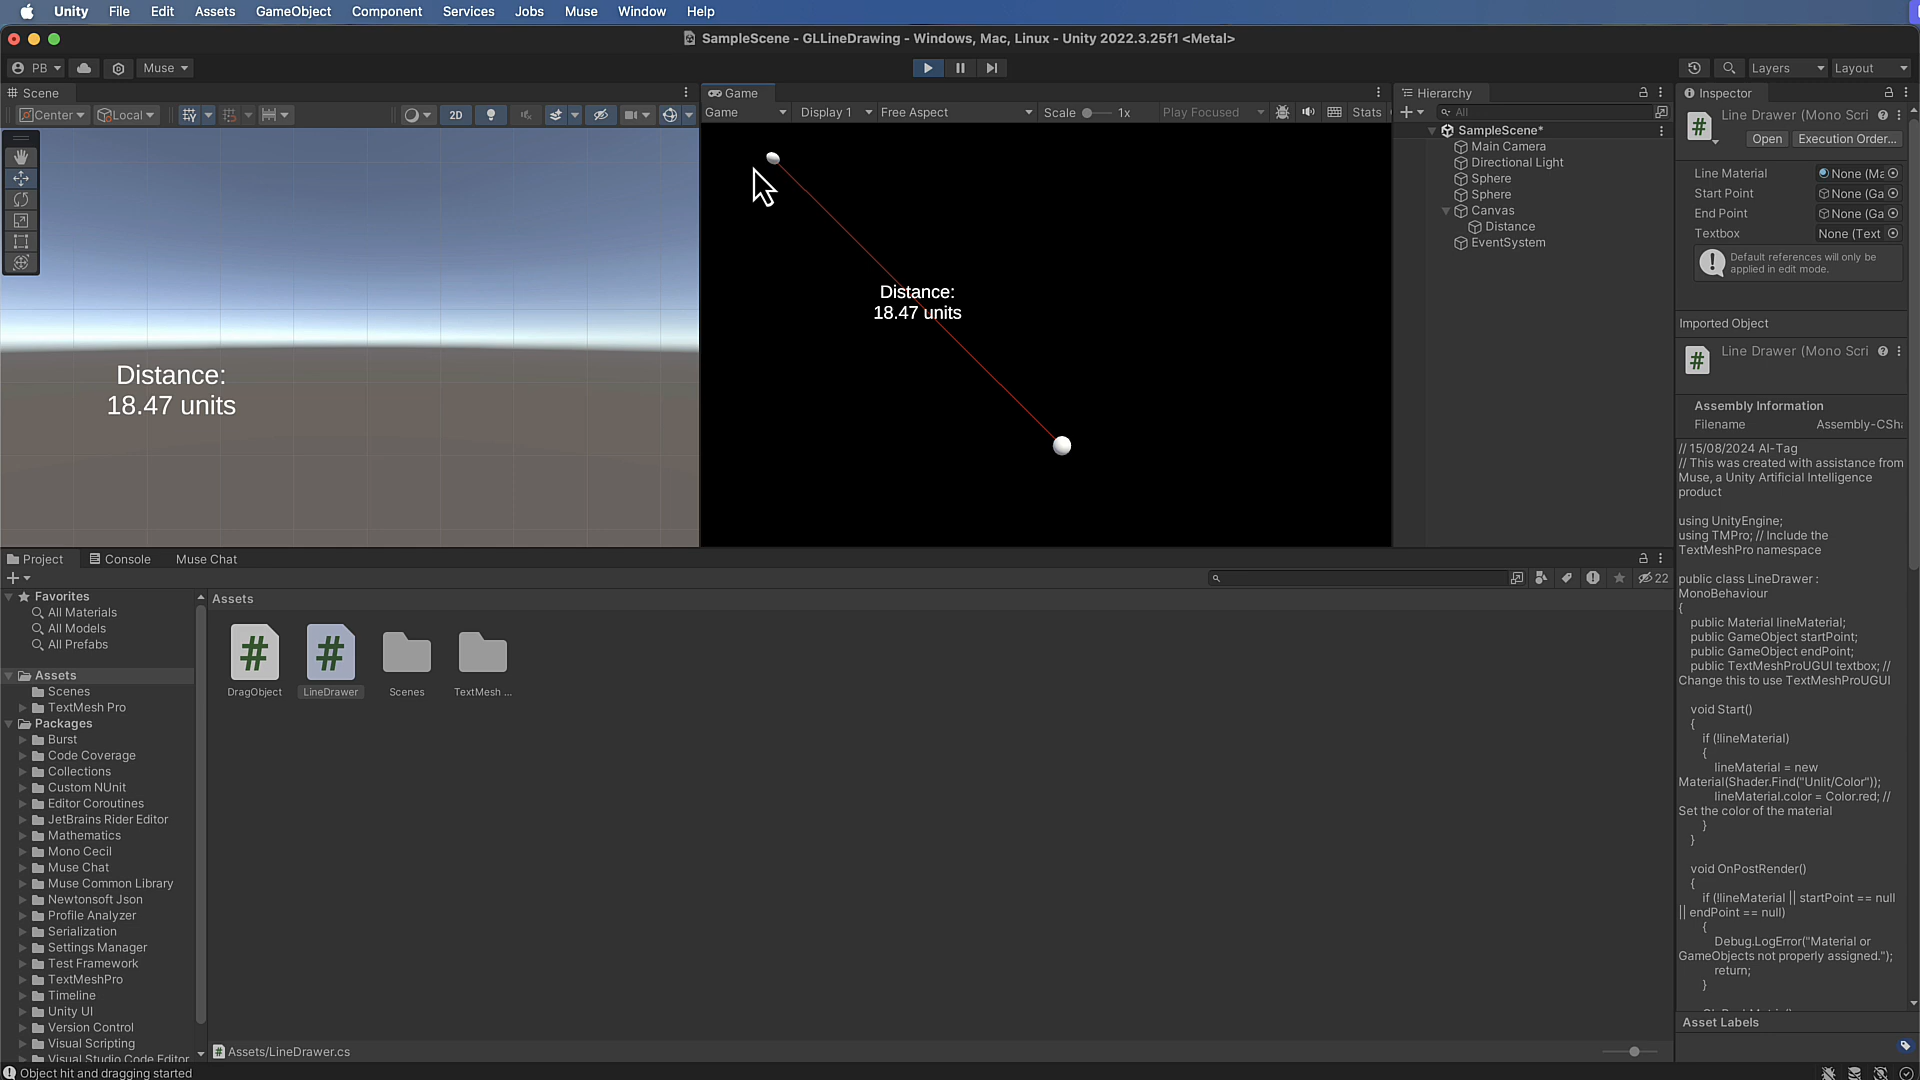 Unity File Edit Assets GameObject Component Services Jobs Muse Window Help
SampleScene - GLLineDrawing - Windows, Mac, Linux - Unity 2022.3.25f1 <Metal>
PB Muse Layers Layout
Scene
Center Local 2D
Game
Game Display 1 Free Aspect Scale 1x Play Focused Stats
Distance:
18.47 units
Distance:
18.47 units
Hierarchy
All
SampleScene*
Main Camera
Directional Light
Sphere
Sphere
Canvas
Distance
EventSystem
Inspector
Line Drawer (Mono Scri
Open Execution Order...
Line Material None (Ma
Start Point None (Ga
End Point None (Ga
Textbox None (Text
Default references will only be
applied in edit mode.
Imported Object
Line Drawer (Mono Scri
Assembly Information
Filename Assembly-CSh
// 15/08/2024 AI-Tag
// This was created with assistance from
Muse, a Unity Artificial Intelligence
product
using UnityEngine;
using TMPro; // Include the
TextMeshPro namespace
public class LineDrawer :
MonoBehaviour
{
public Material lineMaterial;
public GameObject startPoint;
public GameObject endPoint;
public TextMeshProUGUI textbox; //
Change this to use TextMeshProUGUI
void Start()
{
if (!lineMaterial)
{
lineMaterial = new
Material(Shader.Find("Unlit/Color"));
lineMaterial.color = Color.red; //
Set the color of the material
}
}
void OnPostRender()
{
if (!lineMaterial || startPoint == null
|| endPoint == null)
{
Debug.LogError("Material or
GameObjects not properly assigned.");
return;
}
Asset Labels
Project Console Muse Chat
22
Favorites
All Materials
All Models
All Prefabs
Assets
Scenes
TextMesh Pro
Packages
Burst
Code Coverage
Collections
Custom NUnit
Editor Coroutines
JetBrains Rider Editor
Mathematics
Mono Cecil
Muse Chat
Muse Common Library
Newtonsoft Json
Profile Analyzer
Serialization
Settings Manager
Test Framework
TextMeshPro
Timeline
Unity UI
Version Control
Visual Scripting
Visual Studio Code Editor
Assets
DragObject LineDrawer Scenes TextMesh ...
Assets/LineDrawer.cs
Object hit and dragging started